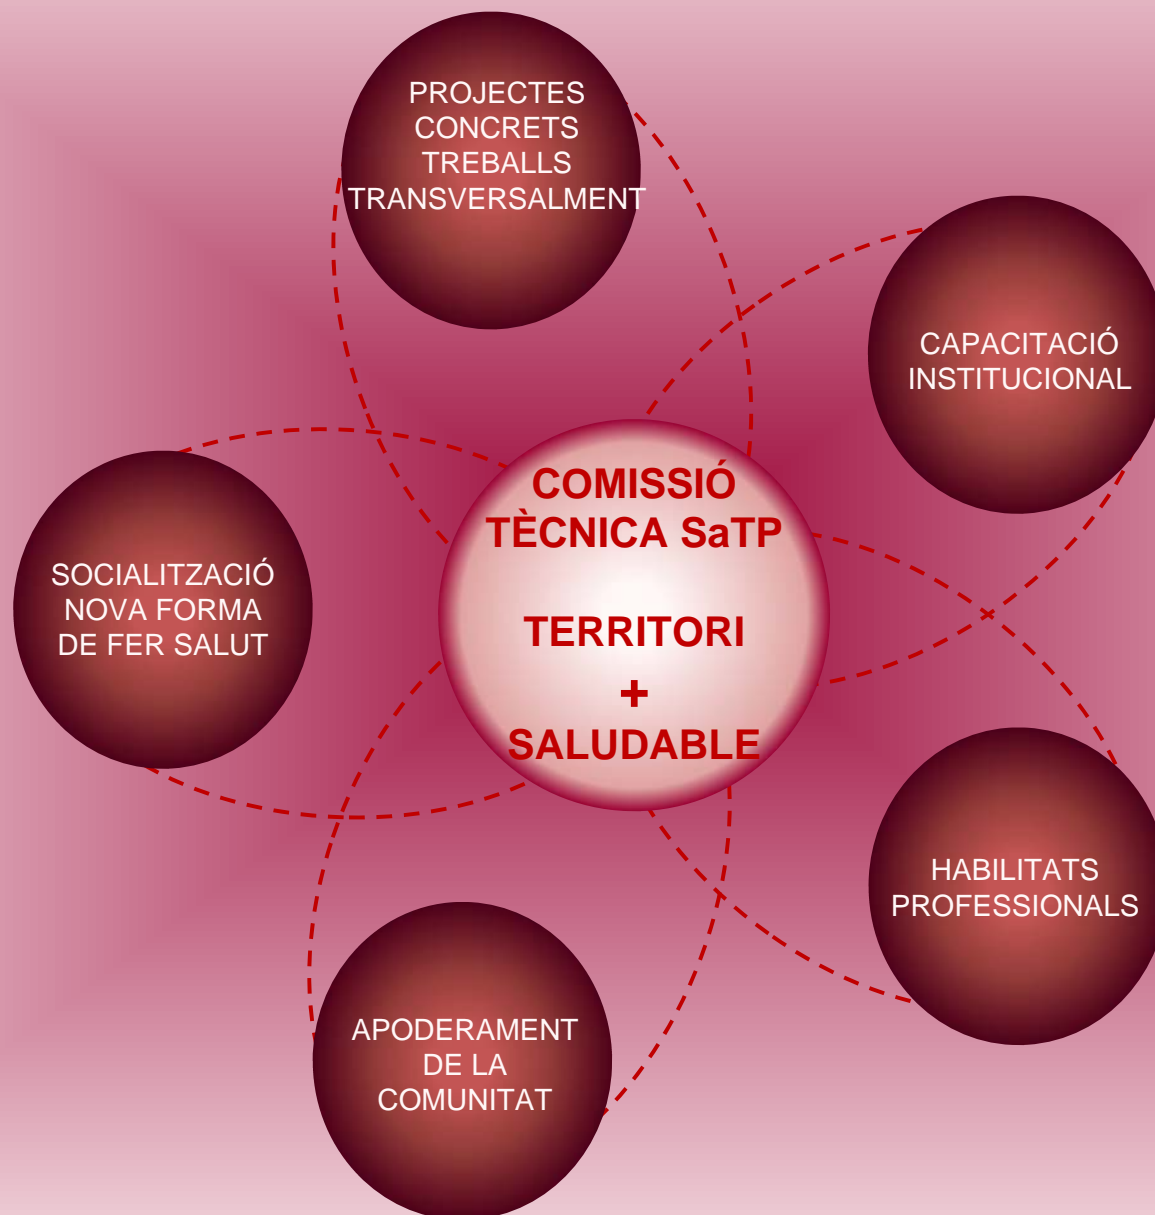 PROJECTES
CONCRETS
TREBALLS
TRANSVERSALMENT
CAPACITACIÓ
INSTITUCIONAL
COMISSIÓ
TÈCNICA SaTP
TERRITORI
+
SALUDABLE
SOCIALITZACIÓ
NOVA FORMA
DE FER SALUT
HABILITATS
PROFESSIONALS
APODERAMENT
DE LA
COMUNITAT